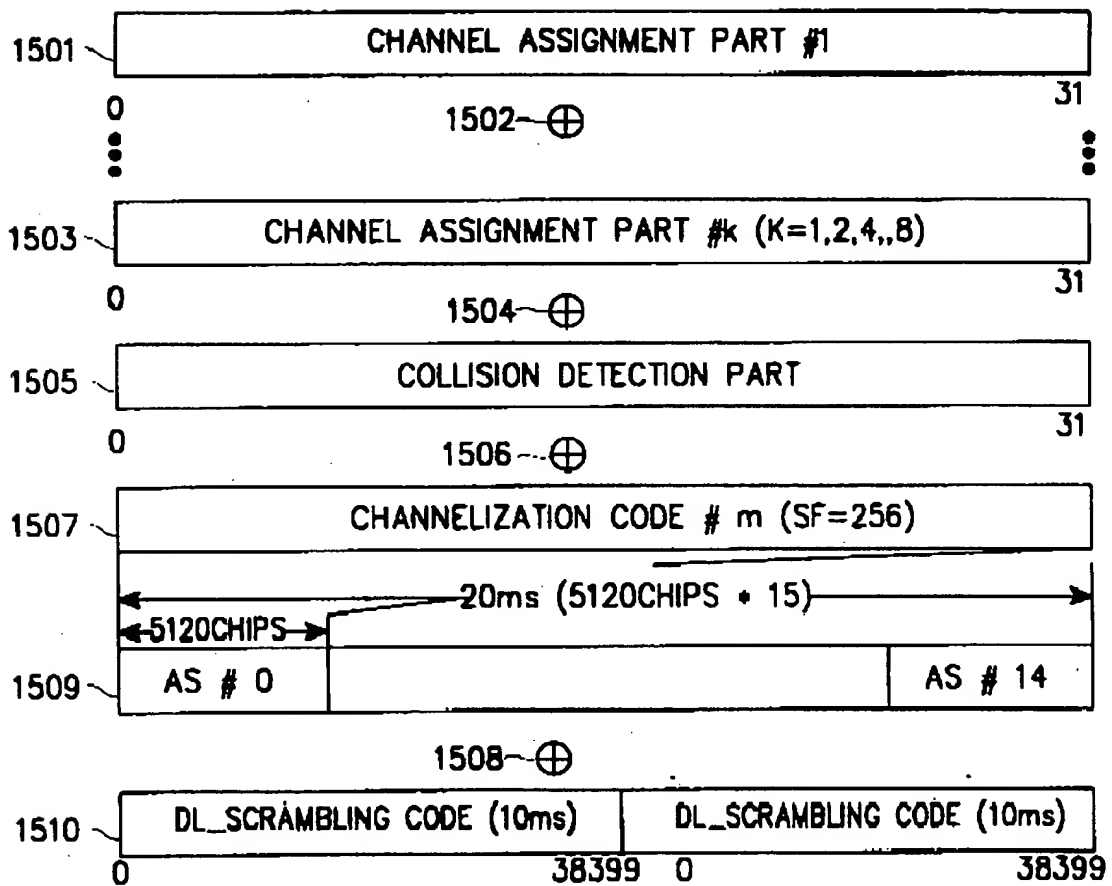 1501 CHANNEL ASSIGNMENT PART #1
0 31
1502
1503 CHANNEL ASSIGNMENT PART #k (K=1,2,4,,8)
0 31
1504
1505 COLLISION DETECTION PART
0 31
1506
1507 CHANNELIZATION CODE # m (SF=256)
20ms (5120CHIPS * 15)
5120CHIPS
1509 AS # 0 AS # 14
1508
1510 DL_SCRAMBLING CODE (10ms) DL_SCRAMBLING CODE (10ms)
0 38399 0 38399